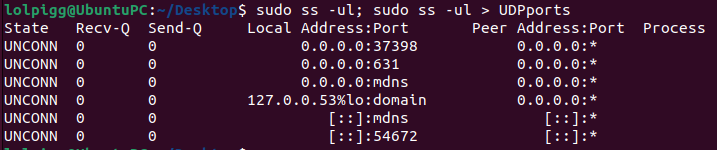 lolpigg@UbuntuPC:~/Desktop$ sudo ss -ul; sudo ss -ul > UDPports
State Recv-Q Send-Q Local Address:Port Peer Address:Port Process
UNCONN 0 0 0.0.0.0:37398 0.0.0.0:*
UNCONN 0 0 0.0.0.0:631 0.0.0.0:*
UNCONN 0 0 0.0.0.0:mdns 0.0.0.0:*
UNCONN 0 0 127.0.0.53%lo:domain 0.0.0.0:*
UNCONN 0 0 [::]:mdns [::]:*
UNCONN 0 0 [::]:54672 [::]:*